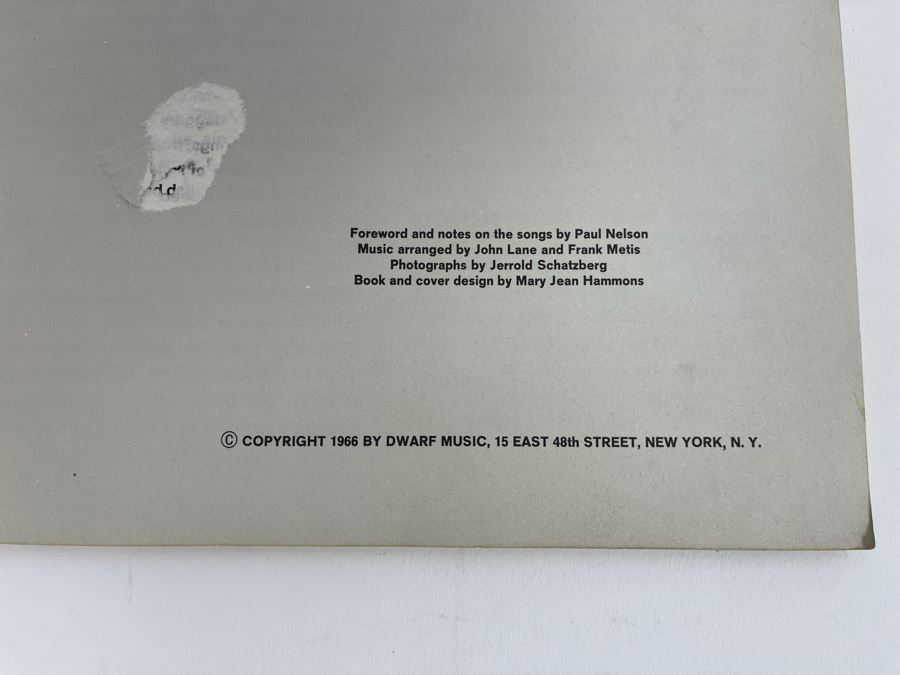 Foreword and notes on the songs by Paul Nelson
Music arranged by John Lane and Frank Metis
Photographs by Jerrold Schatzberg
Book and cover design by Mary Jean Hammons
© COPYRIGHT 1966 BY DWARF MUSIC, 15 EAST 48th STREET, NEW YORK, N. Y.